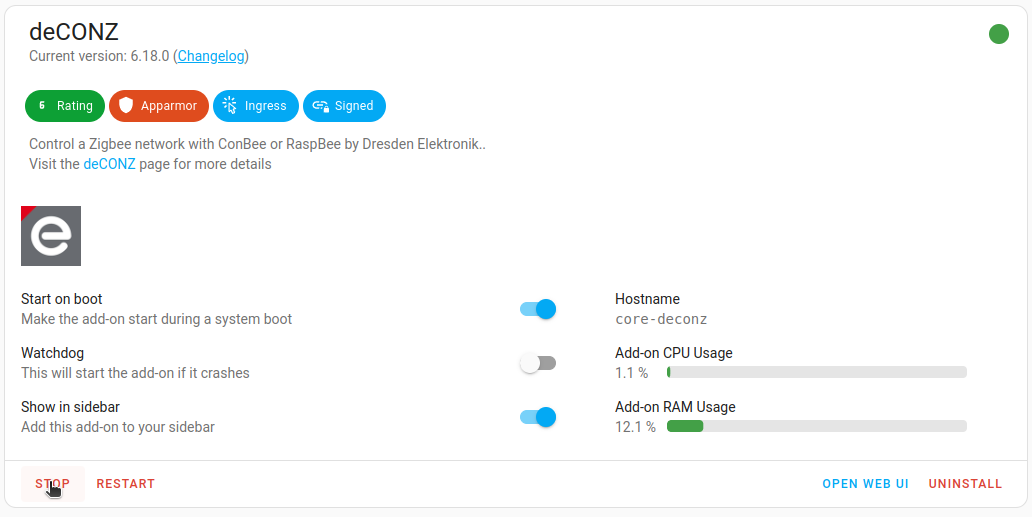 deCONZ
Current version: 6.18.0 (Changelog)
6 Rating Apparmor Ingress Signed
Control a Zigbee network with ConBee or RaspBee by Dresden Elektronik..
Visit the deCONZ page for more details
e
Start on boot
Make the add-on start during a system boot
Hostname
core-deconz
Watchdog
This will start the add-on if it crashes
Add-on CPU Usage
1.1 %
Show in sidebar
Add this add-on to your sidebar
Add-on RAM Usage
12.1 %
STOP RESTART OPEN WEB UI UNINSTALL